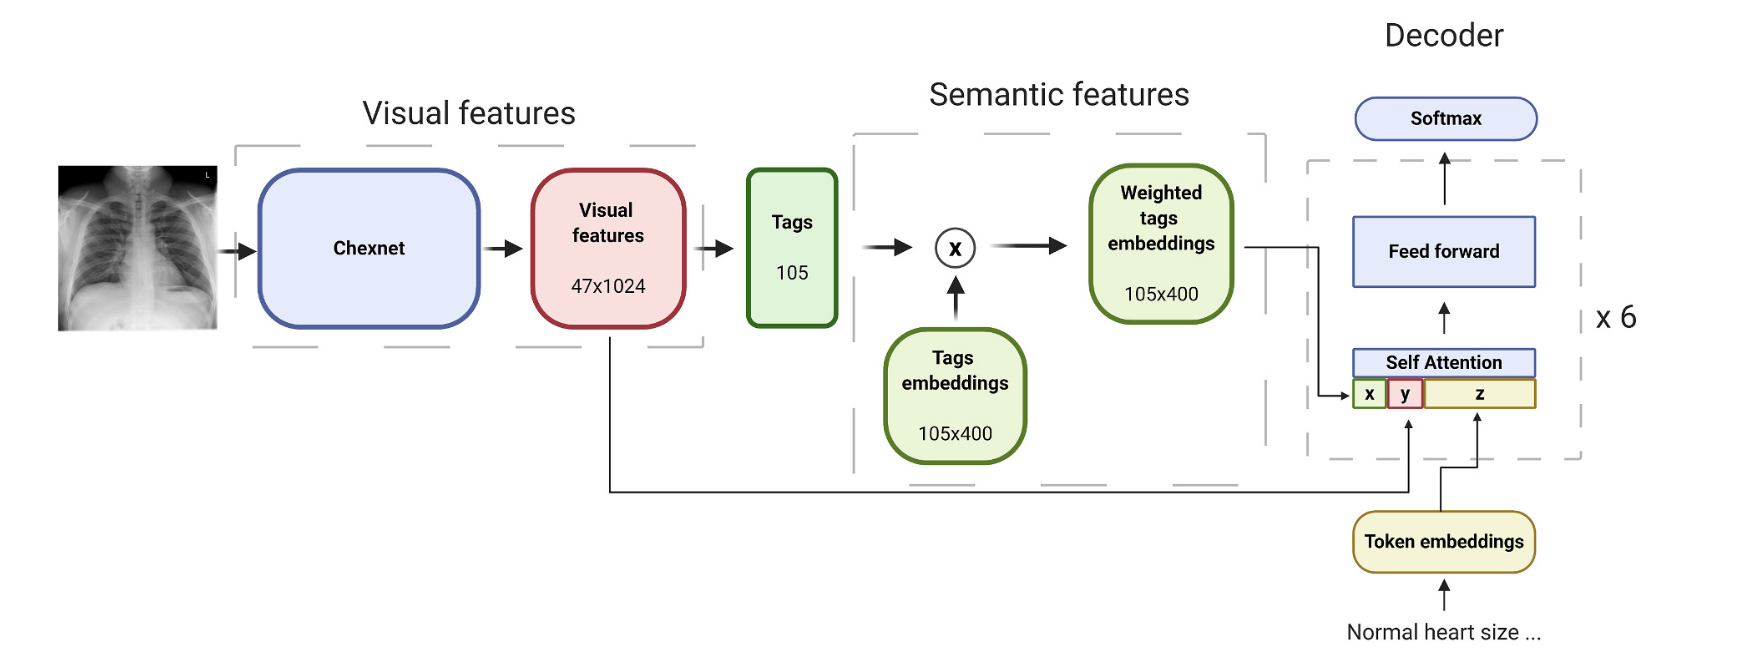 Decoder
Semantic features
Visual features
Softmax
L
Chexnet
Visual
features
47x1024
Tags
105
x
Weighted
tags
embeddings
105x400
Feed forward
x 6
Self Attention
x y z
Tags
embeddings
105x400
Token embeddings
Normal heart size ...